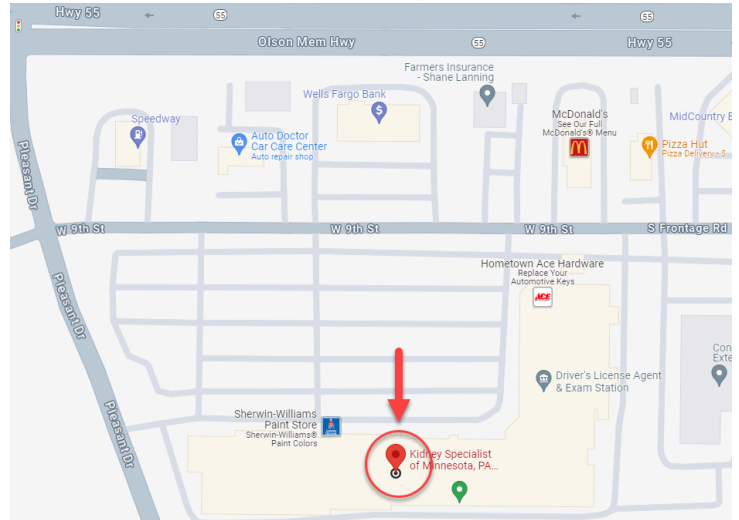 Hwy 55
55
55
Olson Mem Hwy
55
Hwy 55
Farmers Insurance
- Shane Lanning
Wells Fargo Bank
Speedway
McDonald's
See Our Full
McDonald's® Menu
MidCountry B
Auto Doctor
Car Care Center
Auto repair shop
Pizza Hut
Pizza Delivery · $
Pleasant Dr
W 9th St
W 9th St
W 9th St
S Frontage Rd
Hometown Ace Hardware
Replace Your
Automotive Keys
ACE
Pleasant Dr
Con
Exte
Driver's License Agent
& Exam Station
Pleasant Dr
Sherwin-Williams
Paint Store
Sherwin-Williams®
Paint Colors
Kidney Specialist
of Minnesota, PA...